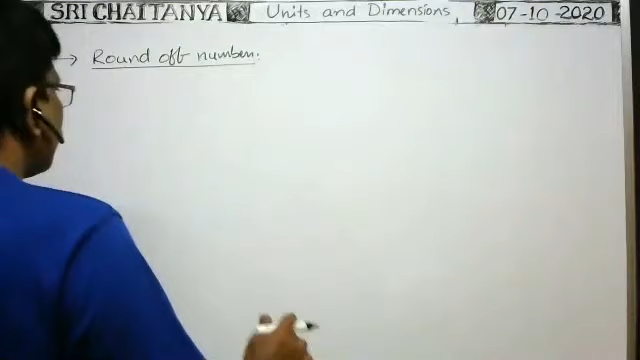 SRI CHAITANYA Units and Dimensions 07-10-2020
→ Round off number.